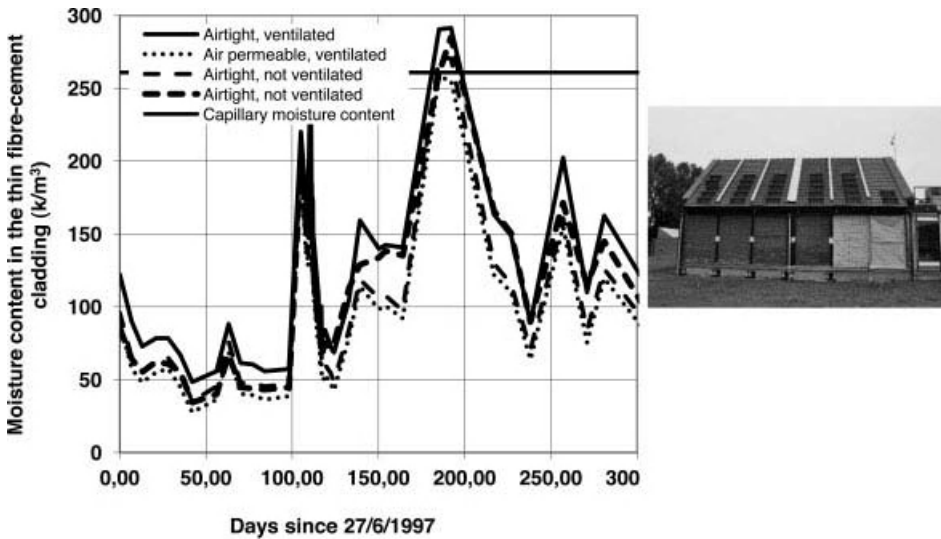 Moisture content in the thin fibre-cement
cladding (k/m³)
300
250
200
150
100
50
0
Airtight, ventilated
Air permeable, ventilated
Airtight, not ventilated
Airtight, not ventilated
Capillary moisture content
0,00 50,00 100,00 150,00 200,00 250,00 300
Days since 27/6/1997